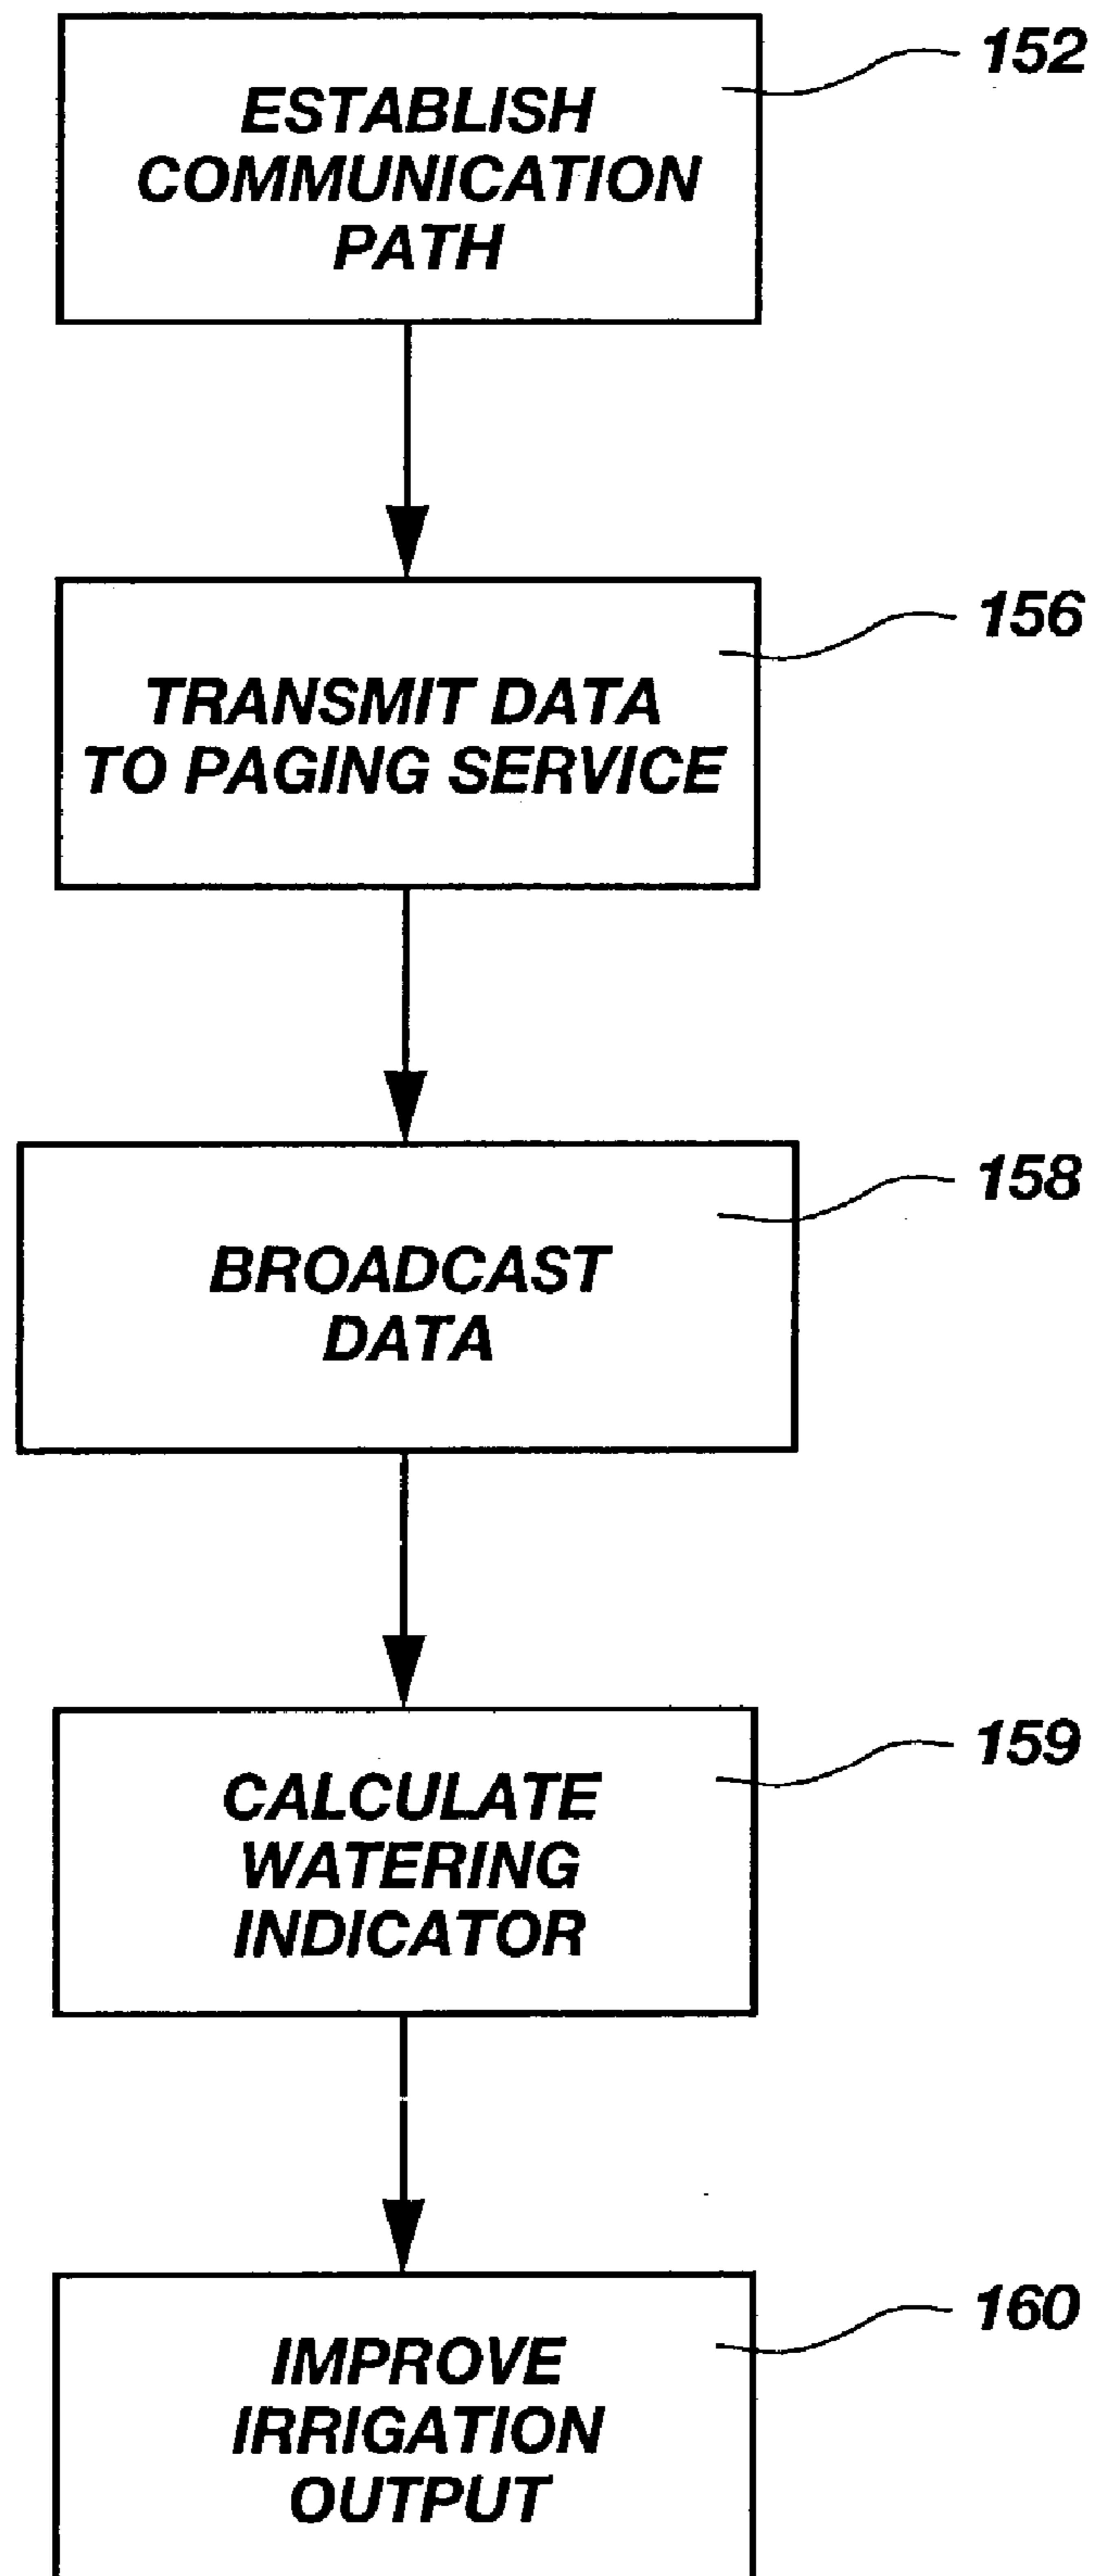 152
ESTABLISH
COMMUNICATION
PATH
156
TRANSMIT DATA
TO PAGING SERVICE
158
BROADCAST
DATA
159
CALCULATE
WATERING
INDICATOR
160
IMPROVE
IRRIGATION
OUTPUT